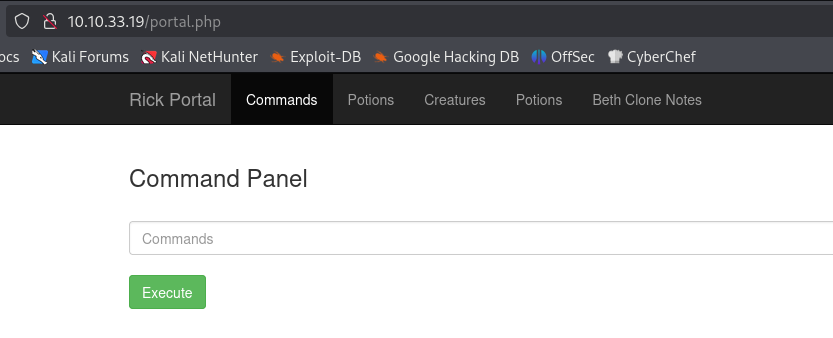 10.10.33.19/portal.php
ocs Kali Forums Kali NetHunter Exploit-DB Google Hacking DB OffSec CyberChef
Rick Portal Commands Potions Creatures Potions Beth Clone Notes
Command Panel
Commands
Execute